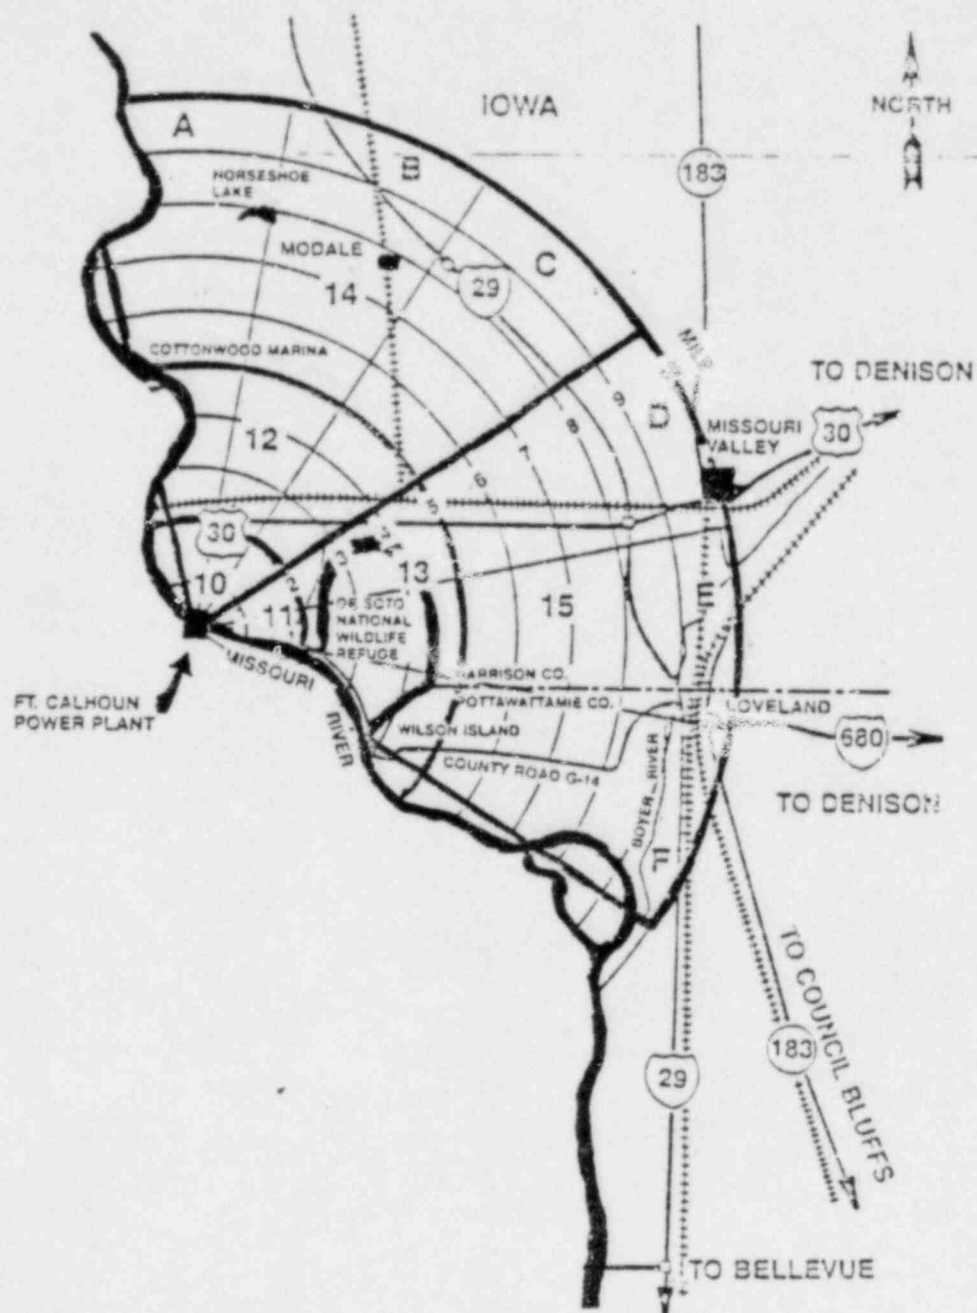 IOWA
NORTH
A
B
183
HORSESHOE
LAKE
MODALE
C
14
29
COTTONWOOD MARINA
MILE
TO DENISON
9
D
8
MISSOURI
VALLEY
30
12
7
6
5
30
4
3
13
10
2
11
DE SOTO
NATIONAL
WILDLIFE
REFUGE
15
E
MISSOURI
RIVER
HARRISON CO.
POTTAWATTAMIE CO.
FT. CALHOUN
POWER PLANT
LOVELAND
WILSON ISLAND
680
COUNTY ROAD G-14
BOYER RIVER
TO DENISON
F
TO COUNCIL BLUFFS
183
29
TO BELLEVUE